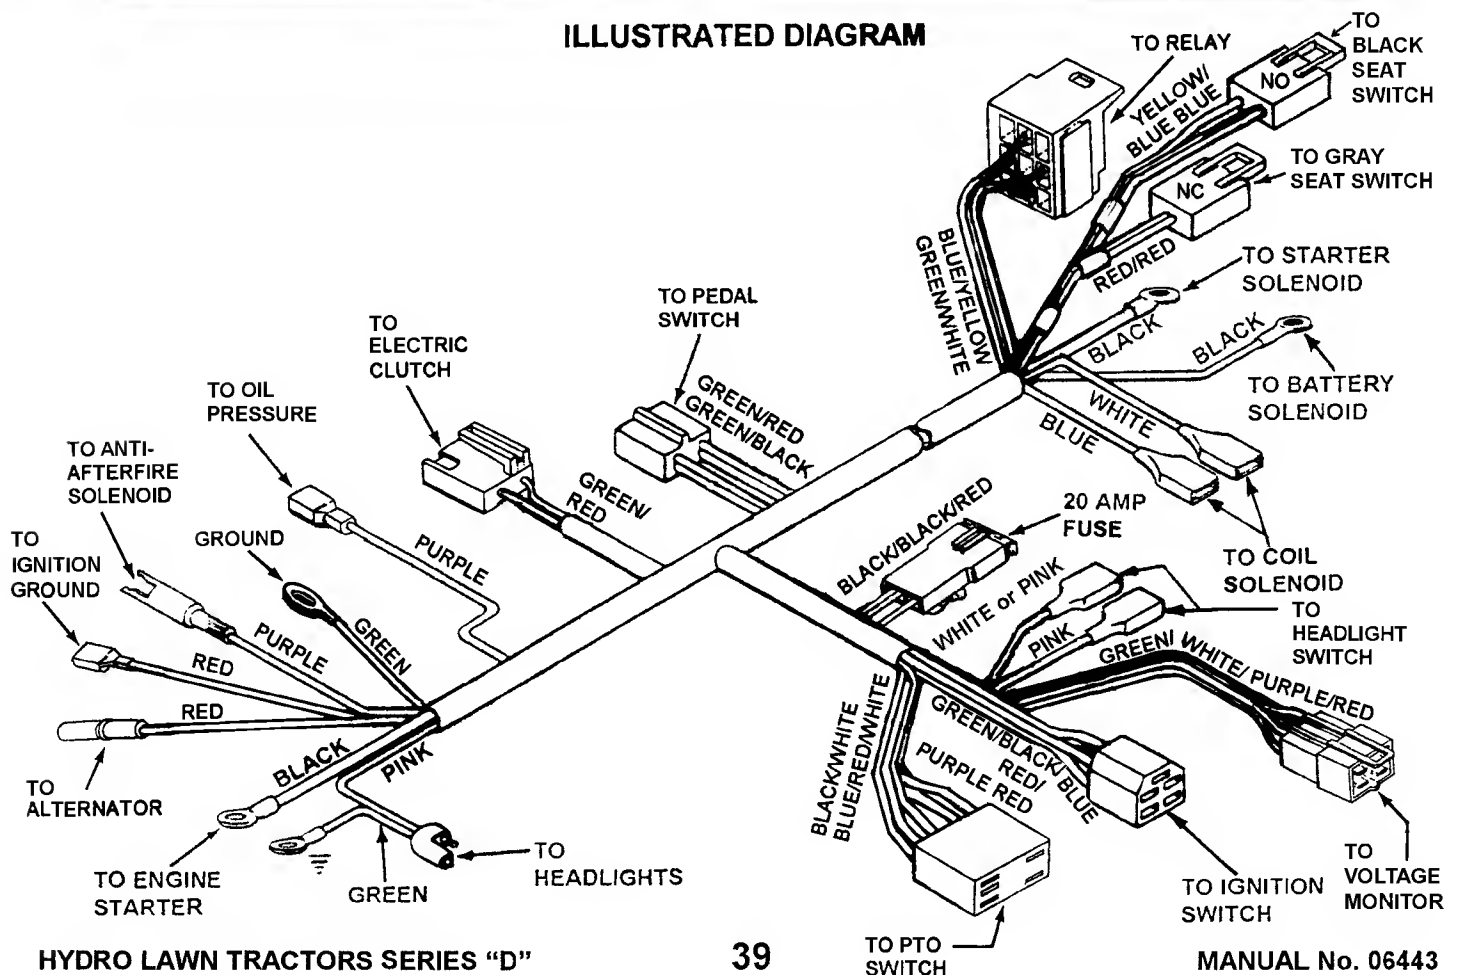 ILLUSTRATED DIAGRAM
TO RELAY
YELLOW/
BLUE BLUE
NO
TO
BLACK
SEAT
SWITCH
NC
TO GRAY
SEAT SWITCH
BLUE/YELLOW
GREEN/WHITE
RED/RED
TO STARTER
SOLENOID
BLACK
BLACK
TO BATTERY
SOLENOID
WHITE
BLUE
TO COIL
SOLENOID
TO PEDAL
SWITCH
GREEN/RED
GREEN/BLACK
TO
ELECTRIC
CLUTCH
GREEN/
RED
TO OIL
PRESSURE
PURPLE
TO ANTI-
AFTERFIRE
SOLENOID
PURPLE
GROUND
GREEN
TO
IGNITION
GROUND
RED
RED
TO
ALTERNATOR
BLACK
PINK
TO ENGINE
STARTER
GREEN
TO
HEADLIGHTS
BLACK/BLACK/RED
20 AMP
FUSE
WHITE or PINK
PINK
TO
HEADLIGHT
SWITCH
GREEN/ WHITE/ PURPLE/RED
TO
VOLTAGE
MONITOR
GREEN/BLACK/
RED/
BLACK/BLUE
TO IGNITION
SWITCH
BLACK/WHITE
BLUE/RED/WHITE
PURPLE RED
TO PTO
SWITCH
HYDRO LAWN TRACTORS SERIES “D”
39
MANUAL No. 06443